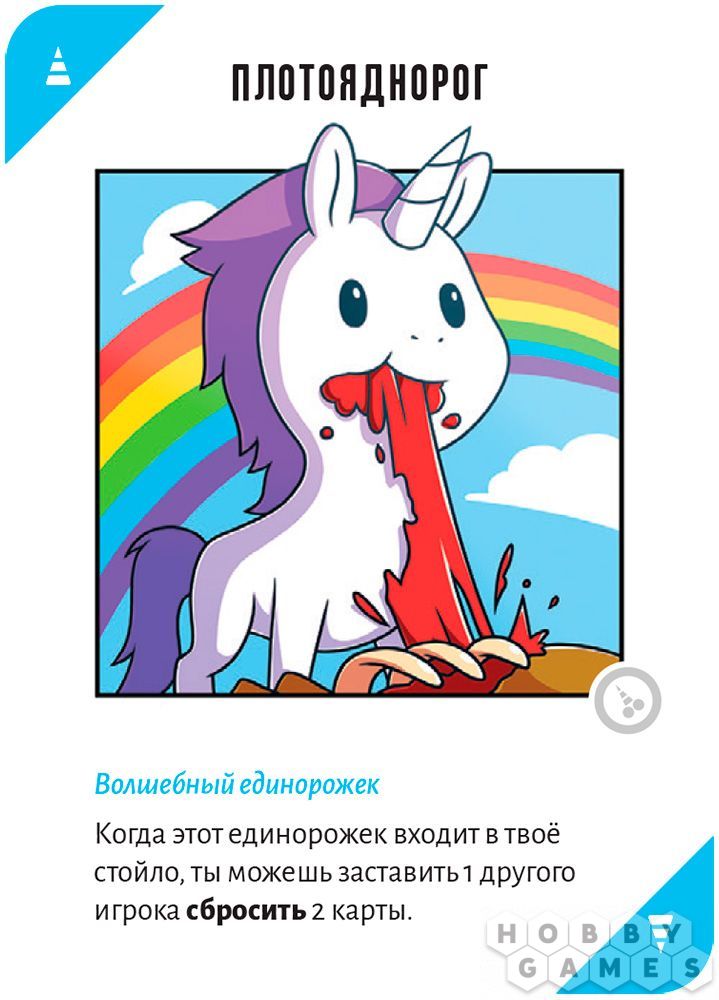 ПЛОТОЯДНОРОГ
Волшебный единорожек
Когда этот единорожек входит в твоё
стойло, ты можешь заставить 1 другого
игрока сбросить 2 карты.
HOBBY
GAMES